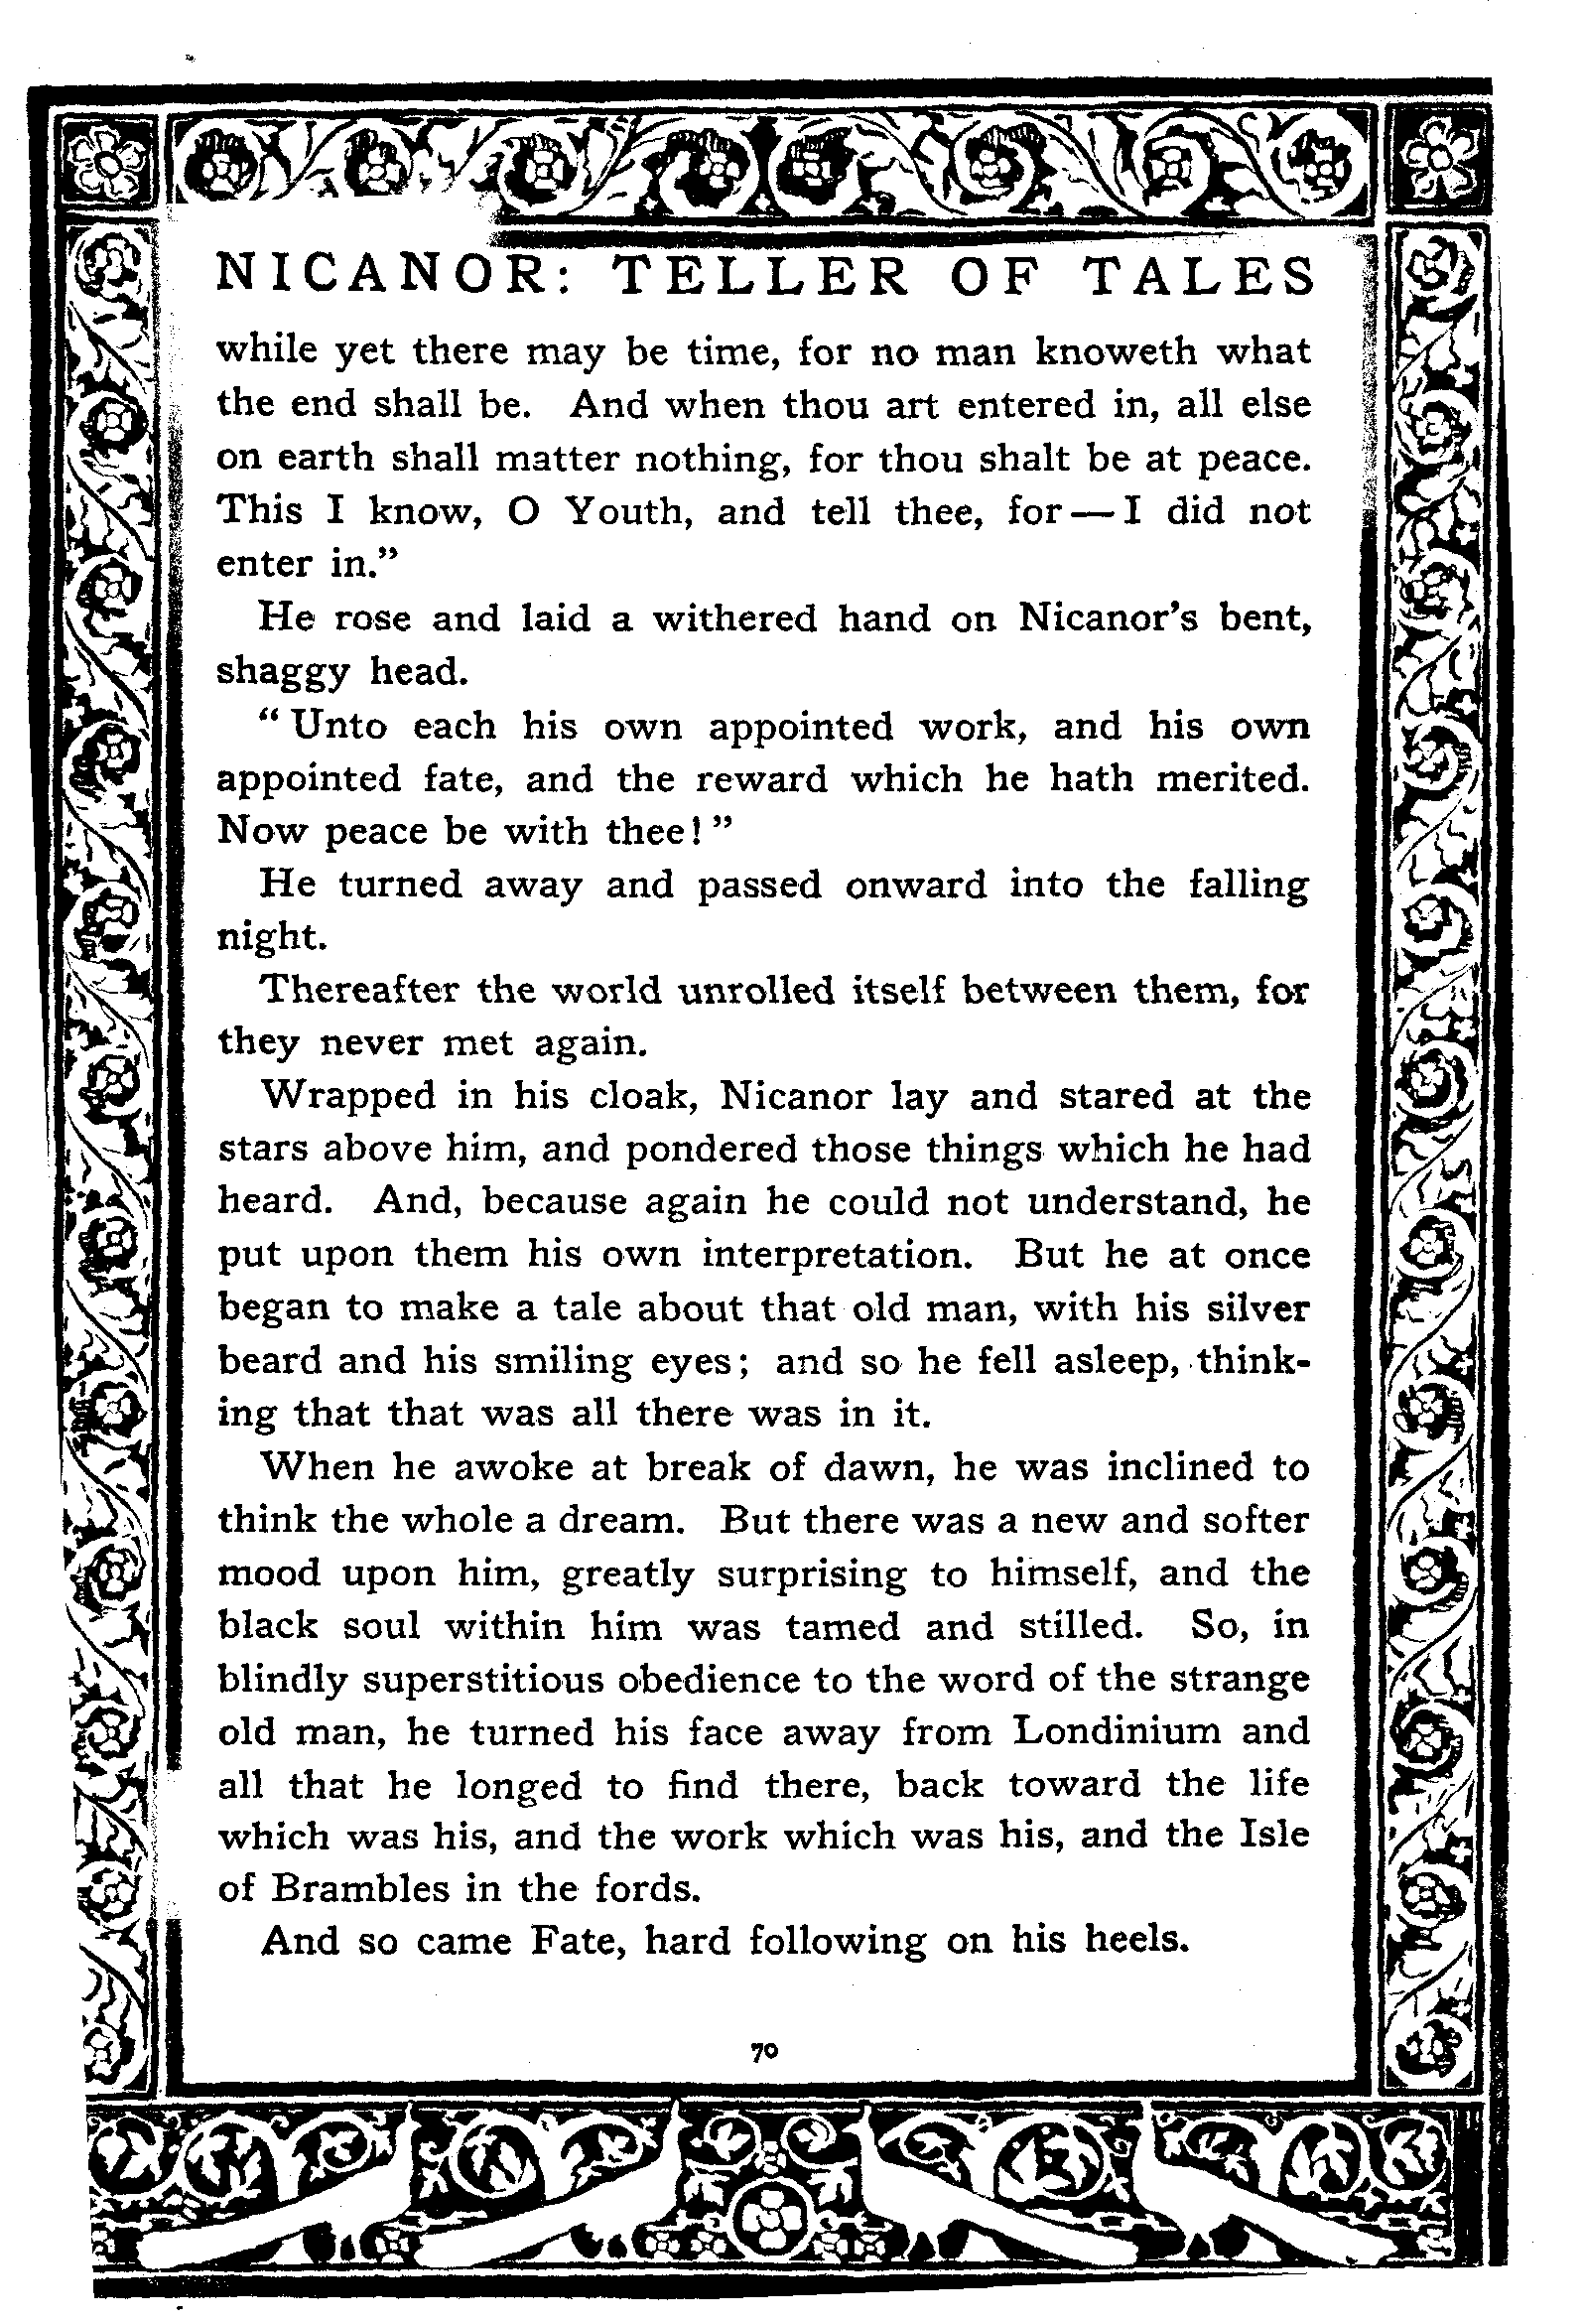 NICANOR: TELLER OF TALES
while yet there may be time, for no man knoweth what
the end shall be. And when thou art entered in, all else
on earth shall matter nothing, for thou shalt be at peace.
This I know, O Youth, and tell thee, for — I did not
enter in.”
He rose and laid a withered hand on Nicanor’s bent,
shaggy head.
“ Unto each his own appointed work, and his own
appointed fate, and the reward which he hath merited.
Now peace be with thee! ”
He turned away and passed onward into the falling
night.
Thereafter the world unrolled itself between them, for
they never met again.
Wrapped in his cloak, Nicanor lay and stared at the
stars above him, and pondered those things which he had
heard. And, because again he could not understand, he
put upon them his own interpretation. But he at once
began to make a tale about that old man, with his silver
beard and his smiling eyes; and so he fell asleep, think-
ing that that was all there was in it.
When he awoke at break of dawn, he was inclined to
think the whole a dream. But there was a new and softer
mood upon him, greatly surprising to himself, and the
black soul within him was tamed and stilled. So, in
blindly superstitious obedience to the word of the strange
old man, he turned his face away from Londinium and
all that he longed to find there, back toward the life
which was his, and the work which was his, and the Isle
of Brambles in the fords.
And so came Fate, hard following on his heels.
70